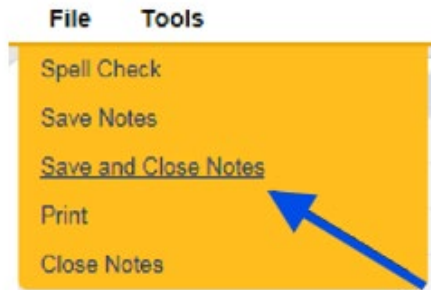 File Tools
Spell Check
Save Notes
Save and Close Notes
Print
Close Notes